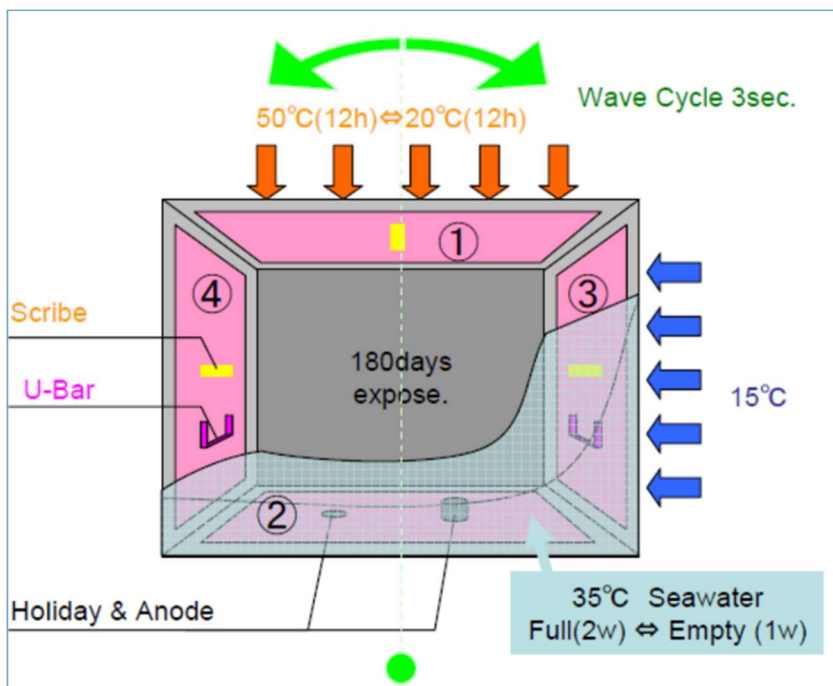 Wave Cycle 3sec.
50℃(12h)⇔20℃(12h)
①
④
③
Scribe
180days
expose.
U-Bar
15℃
②
Holiday & Anode
35℃ Seawater
Full(2w) ⇔ Empty (1w)